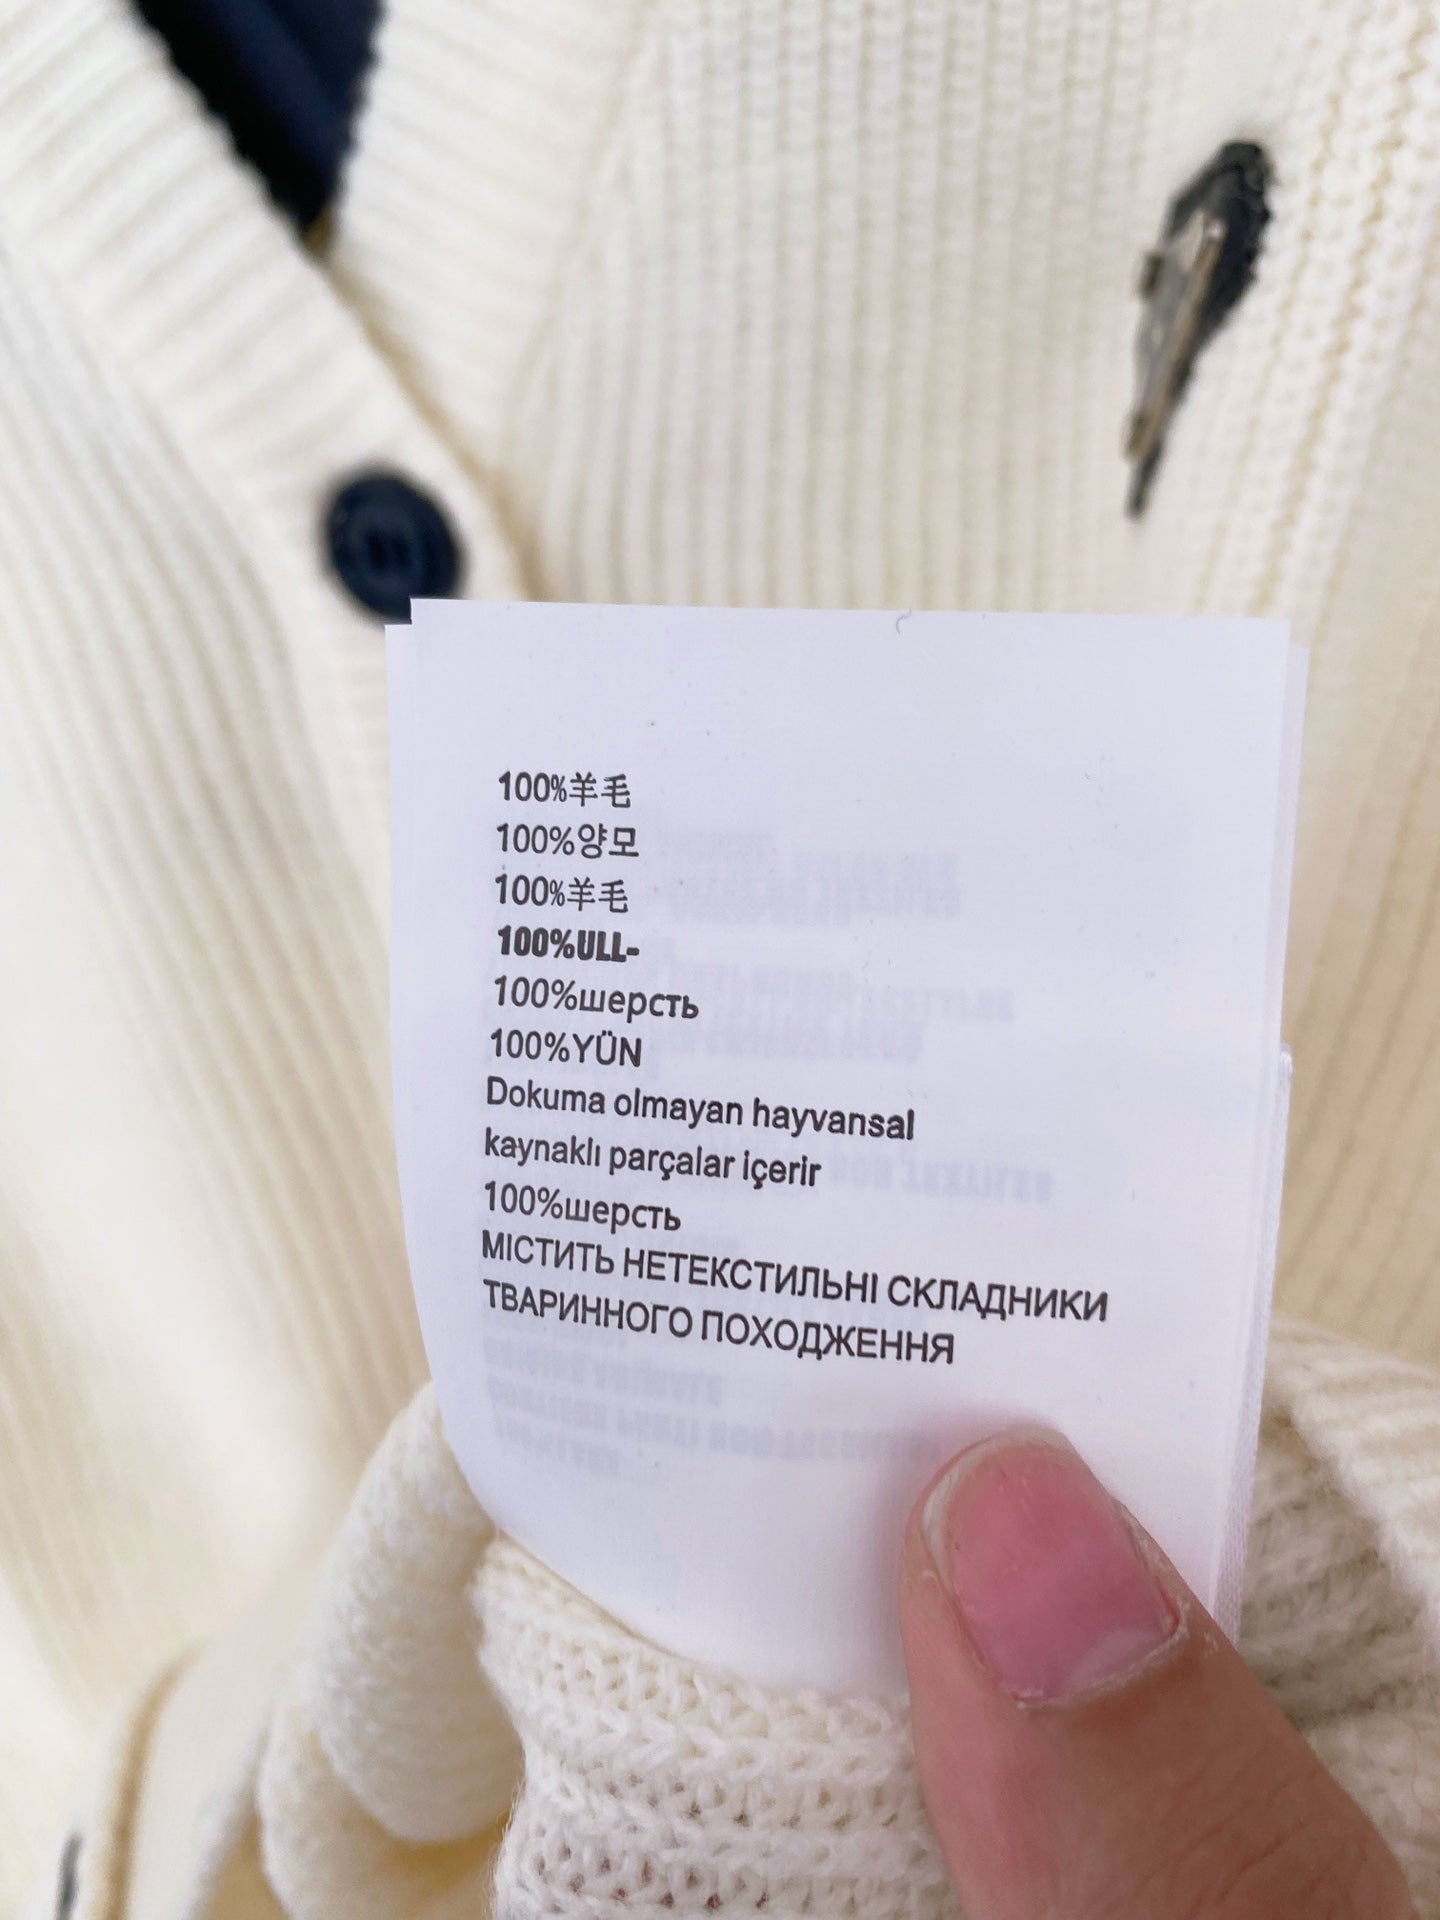 100%羊毛
100%양모
100%羊毛
100%ULL-
100%шерсть
100%YÜN
Dokuma olmayan hayvansal
kaynaklı parçalar içerir
100%шерсть
МІСТИТЬ НЕТЕКСТИЛЬНІ СКЛАДНИКИ
ТВАРИННОГО ПОХОДЖЕННЯ